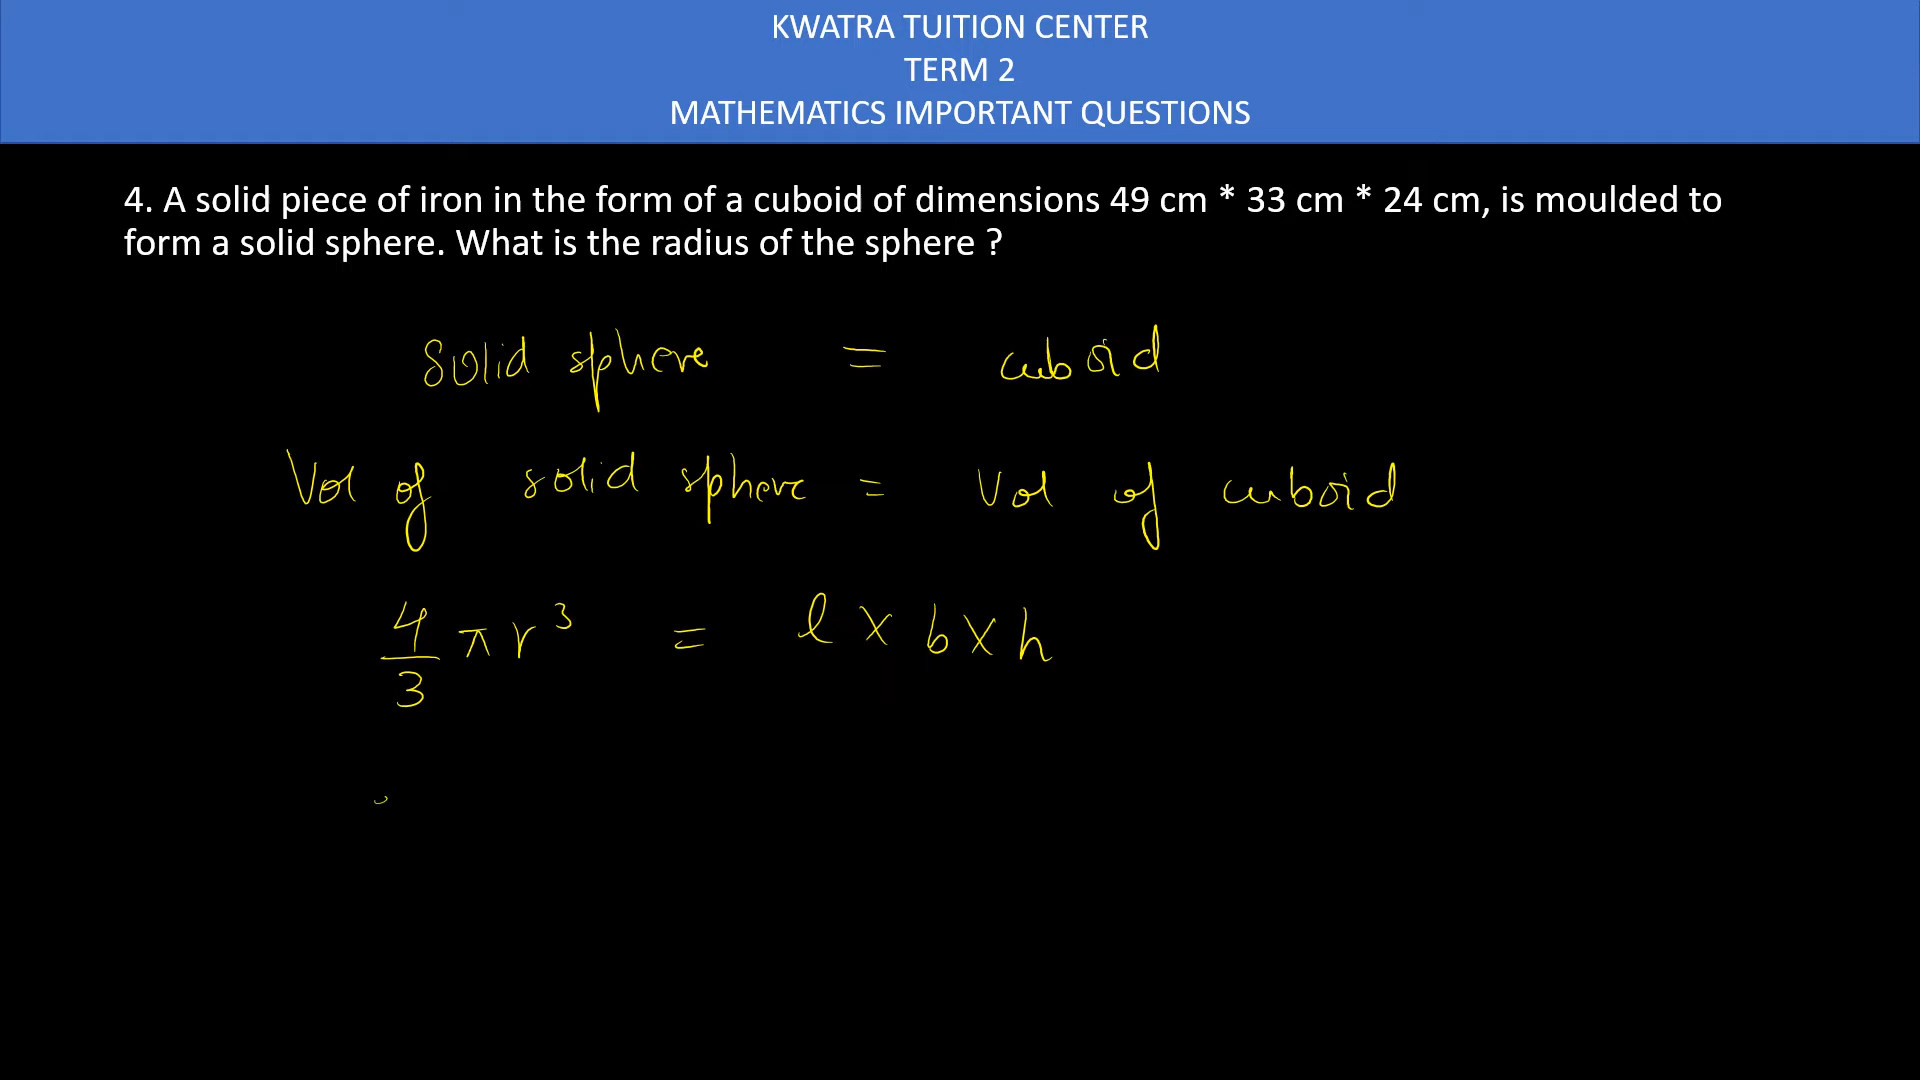 KWATRA TUITION CENTER
TERM 2
MATHEMATICS IMPORTANT QUESTIONS
4. A solid piece of iron in the form of a cuboid of dimensions 49 cm * 33 cm * 24 cm, is moulded to
form a solid sphere. What is the radius of the sphere ?
Solid sphere = cuboid
Vol of solid sphere = Vol of cuboid
4/3 π r³ = l × b × h